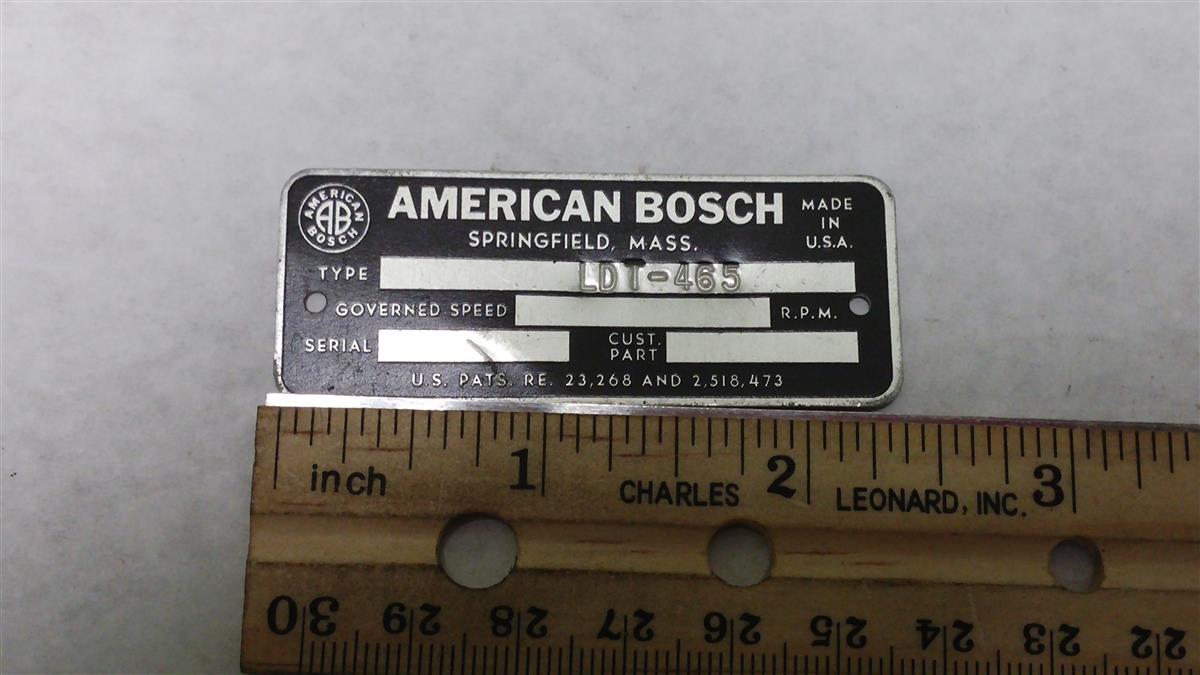 AMERICAN BOSCH
AB
AMERICAN BOSCH
MADE IN U.S.A.
SPRINGFIELD, MASS.
TYPE LDT-465
GOVERNED SPEED R.P.M.
SERIAL CUST. PART
U.S. PATS. RE. 23,268 AND 2,518,473
inch 1 CHARLES 2 LEONARD, INC. 3
30 29 28 27 26 25 24 23 22